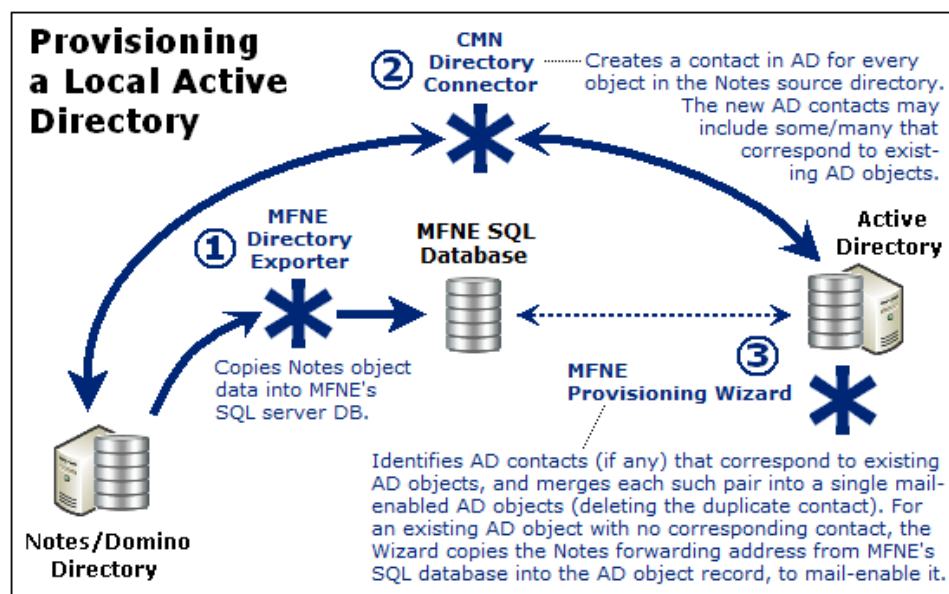 Provisioning
a Local Active
Directory
2
CMN
Directory
Connector
Creates a contact in AD for every
object in the Notes source directory.
The new AD contacts may
include some/many that
correspond to exist-
ing AD objects.
1
MFNE
Directory
Exporter
MFNE SQL
Database
Active
Directory
Copies Notes object
data into MFNE's
SQL server DB.
3
MFNE
Provisioning Wizard
Identifies AD contacts (if any) that correspond to existing
AD objects, and merges each such pair into a single mail-
enabled AD objects (deleting the duplicate contact). For
an existing AD object with no corresponding contact, the
Wizard copies the Notes forwarding address from MFNE's
SQL database into the AD object record, to mail-enable it.
Notes/Domino
Directory